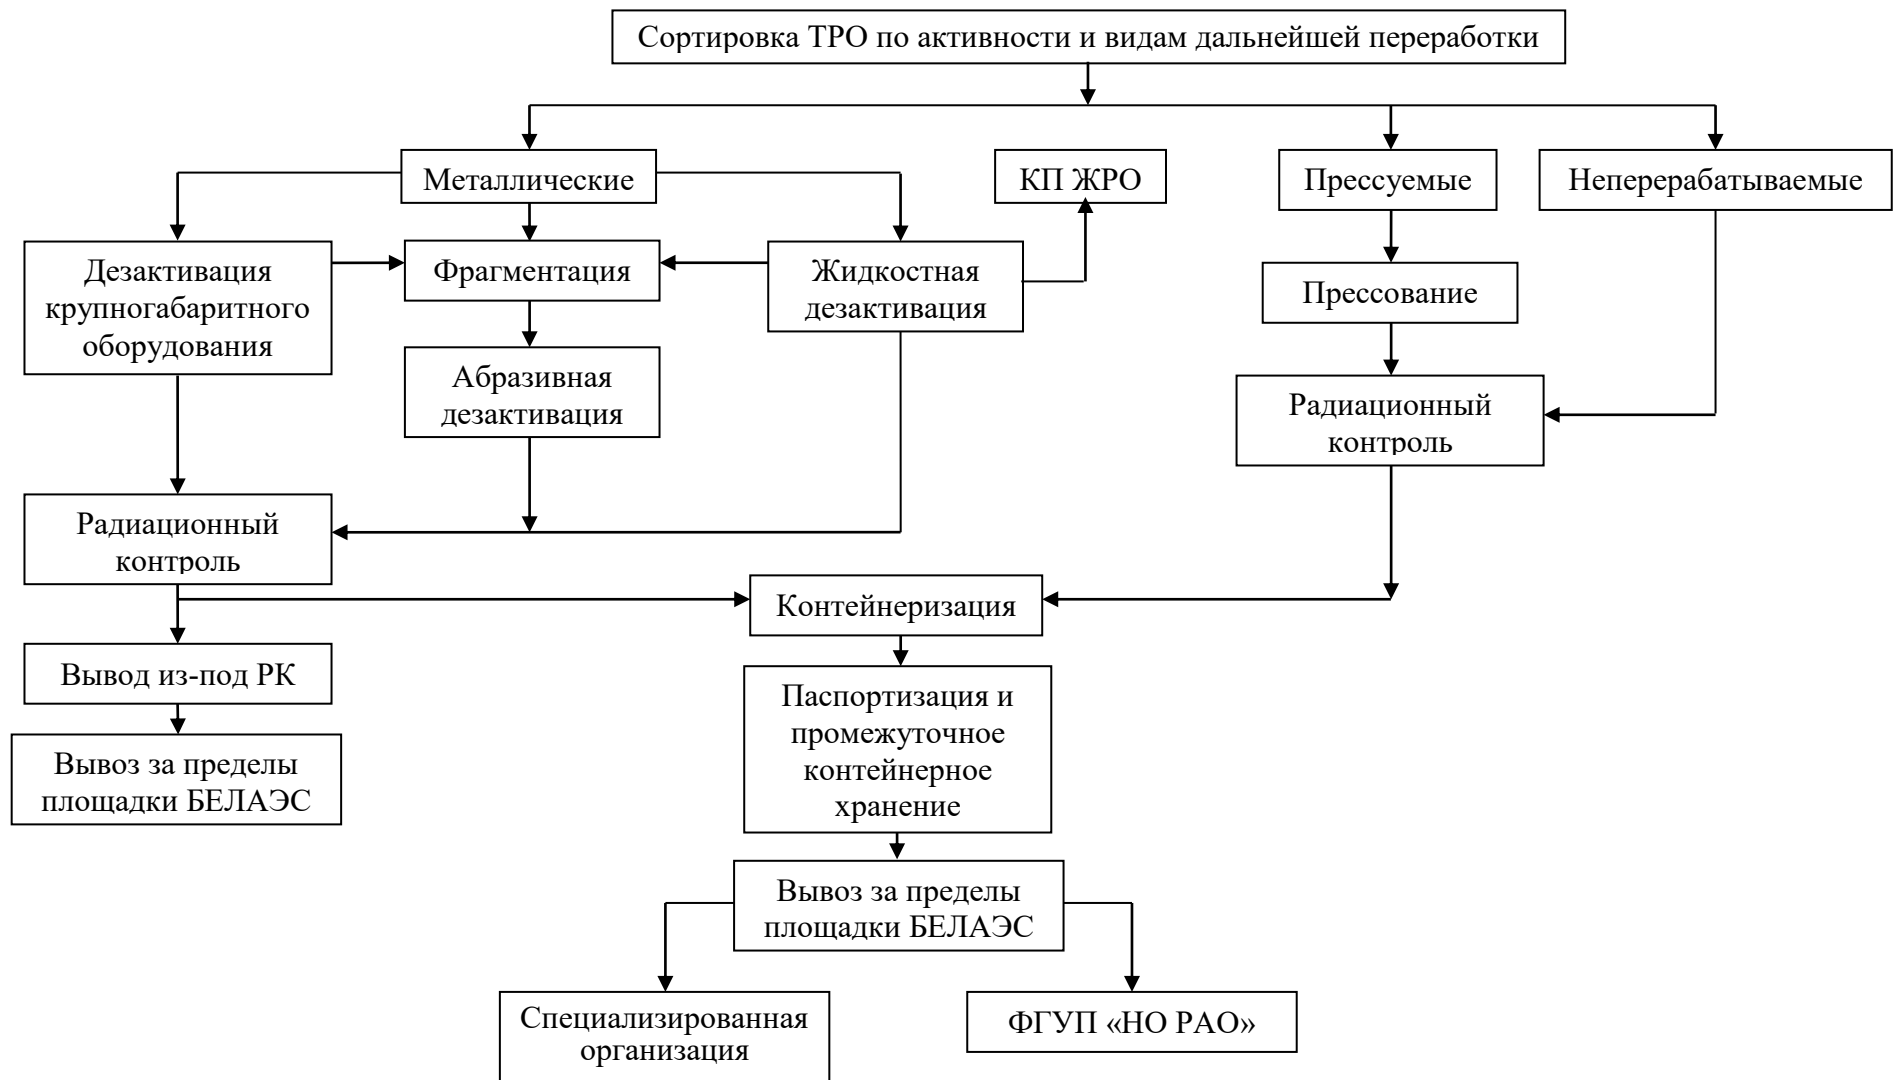 Сортировка ТРО по активности и видам дальнейшей переработки
Металлические
КП ЖРО
Прессуемые
Неперерабатываемые
Дезактивация
крупногабаритного
оборудования
Фрагментация
Жидкостная
дезактивация
Прессование
Абразивная
дезактивация
Радиационный
контроль
Радиационный
контроль
Контейнеризация
Вывод из-под РК
Паспортизация и
промежуточное
контейнерное
хранение
Вывоз за пределы
площадки БЕЛАЭС
Вывоз за пределы
площадки БЕЛАЭС
Специализированная
организация
ФГУП «НО РАО»